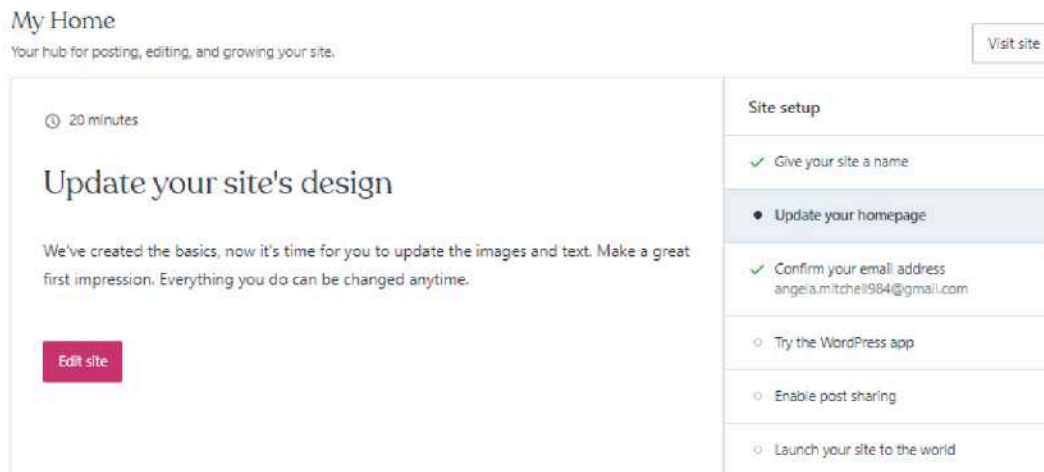 My Home
Your hub for posting, editing, and growing your site.
Visit site
20 minutes
Update your site's design
We've created the basics, now it's time for you to update the images and text. Make a great
first impression. Everything you do can be changed anytime.
Edit site
Site setup
Give your site a name
Update your homepage
Confirm your email address
angela.mitchell984@gmail.com
Try the WordPress app
Enable post sharing
Launch your site to the world